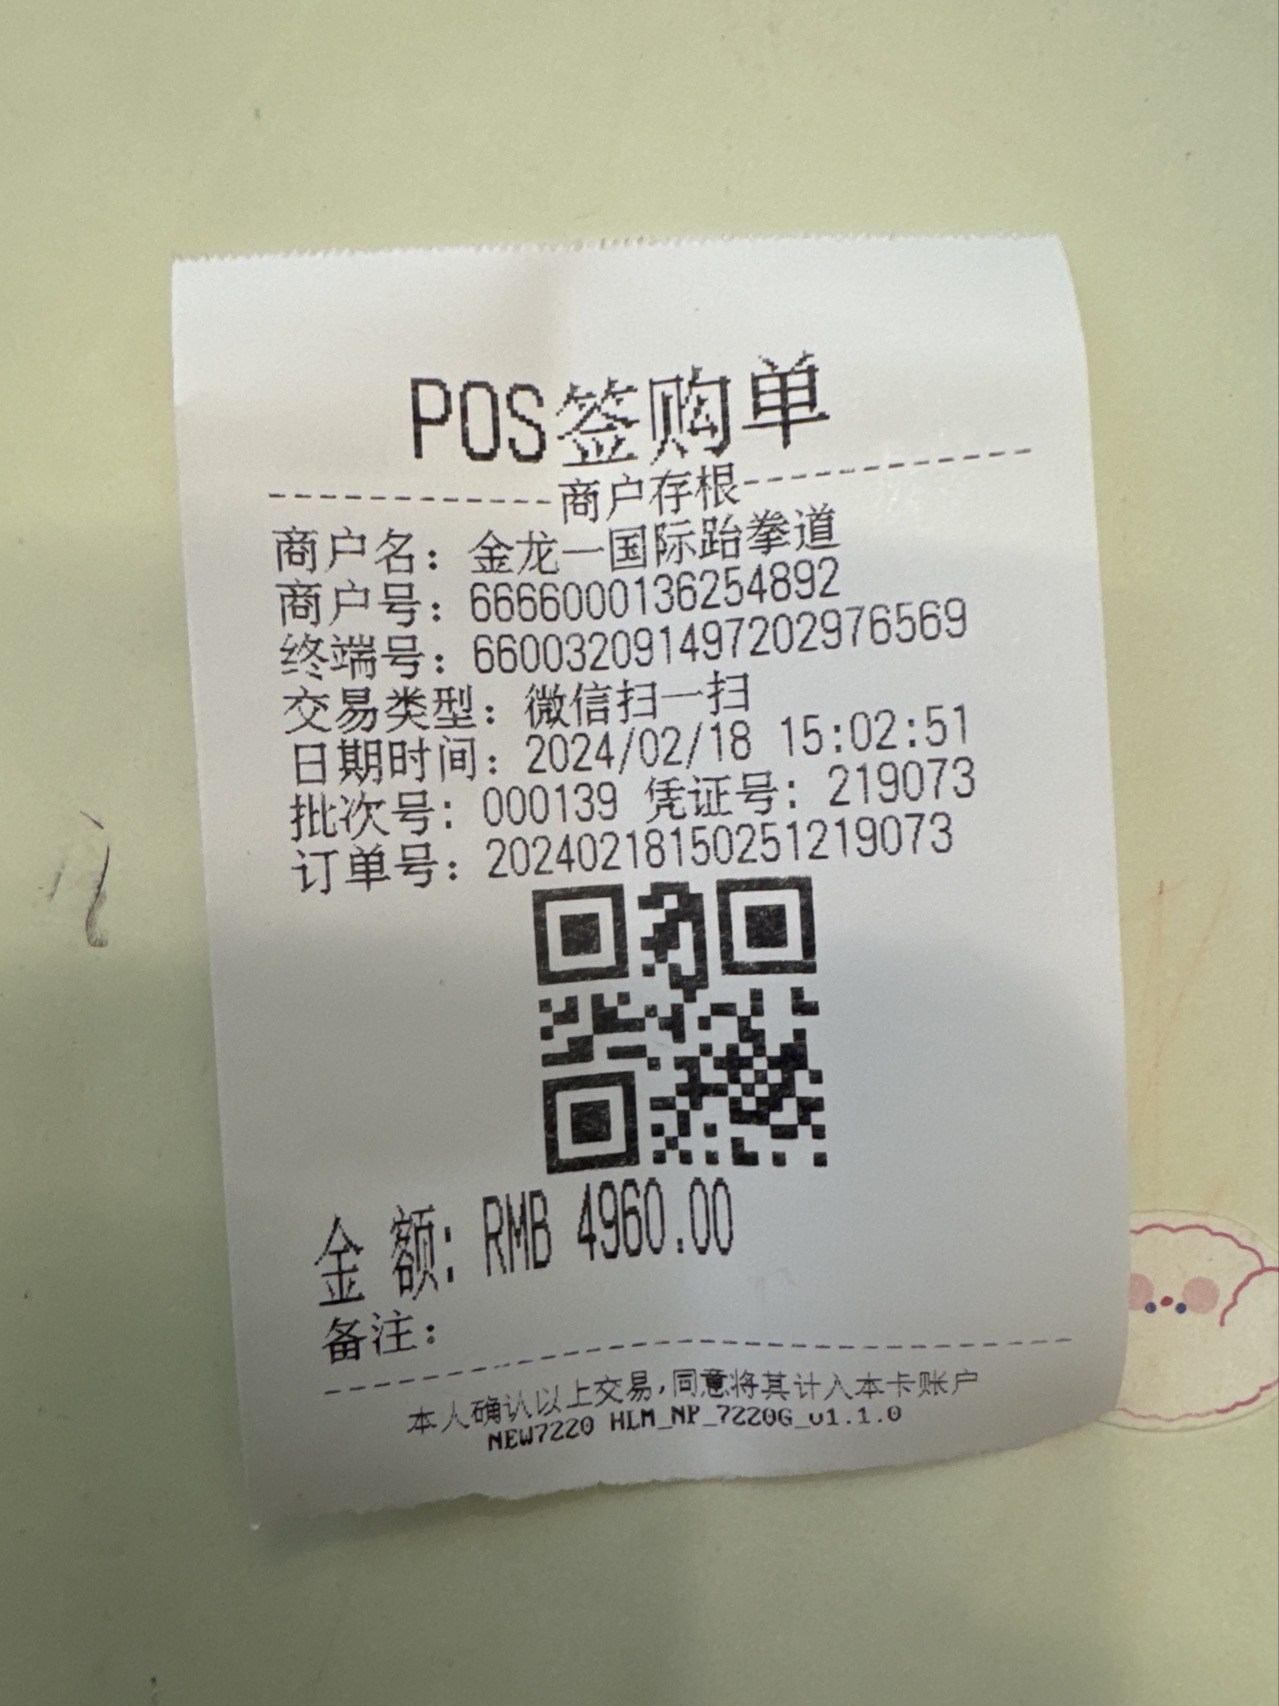 POS签购单
商户存根
商户名：金龙一国际跆拳道
商户号：6666000136254892
终端号：660032091497202976569
交易类型：微信扫一扫
日期时间：2024/02/18 15:02:51
批次号：000139 凭证号：219073
订单号：20240218150251219073
金额：RMB 4960.00
备注：
本人确认以上交易，同意将其计入本卡账户
NEW7220 HLM_NP_7220G_v1.1.0